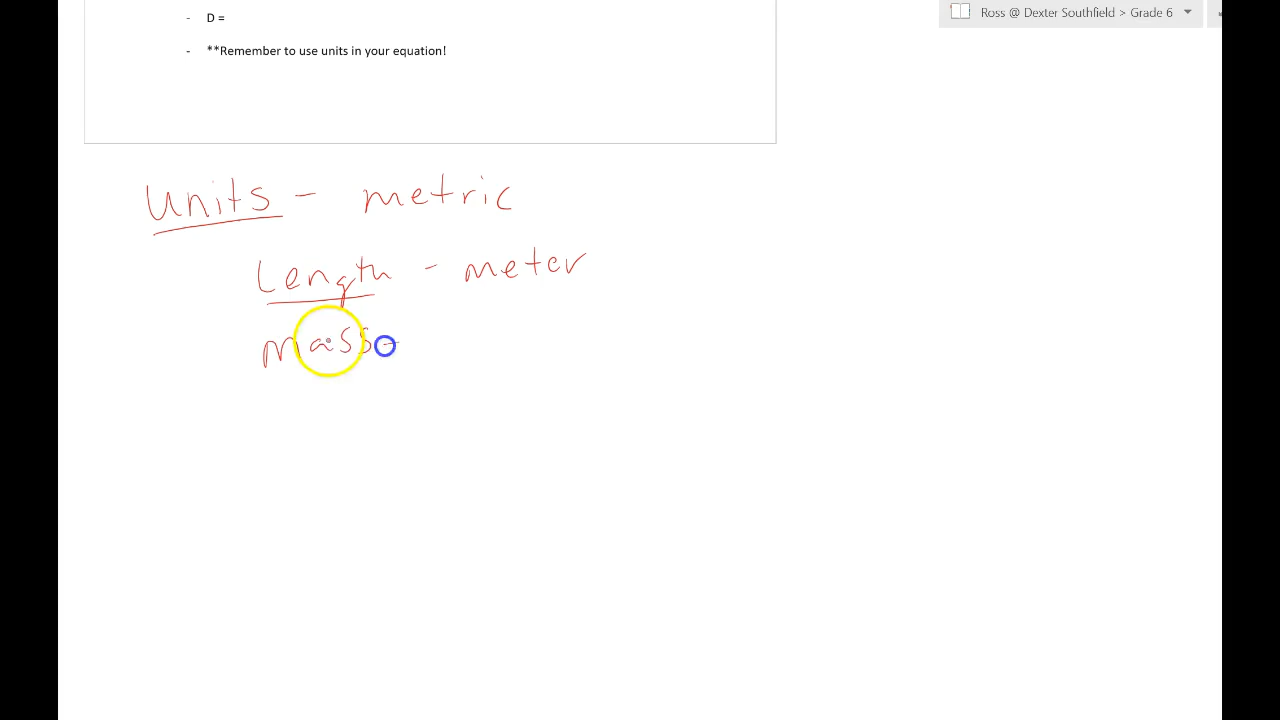 - D =
Ross @ Dexter Southfield > Grade 6
- **Remember to use units in your equation!
Units - metric
Length - meter
mass -